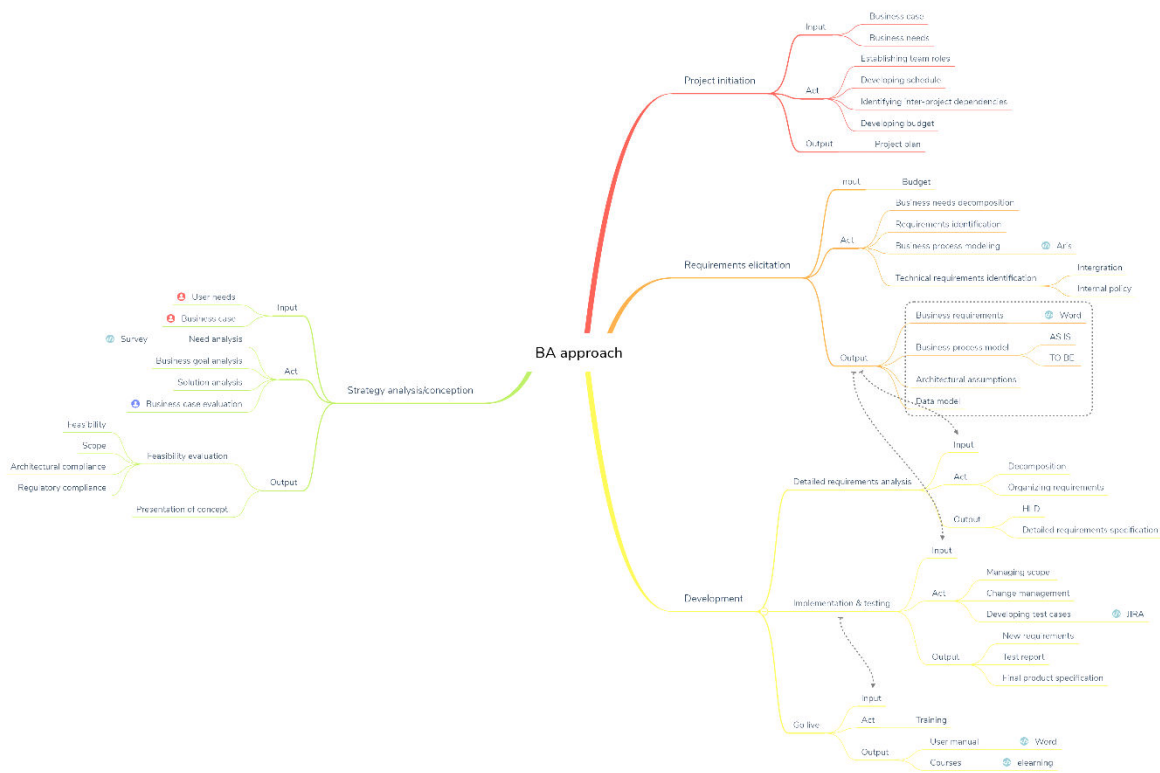 BA approach
Project initiation
Input
Business case
Business needs
Act
Establishing team roles
Developing schedule
Identifying inter-project dependencies
Developing budget
Output
Project plan
Requirements elicitation
Input
Budget
Act
Business needs decomposition
Requirements identification
Business process modeling
Aris
Technical requirements identification
Intergration
Internal policy
Output
Business requirements
Word
Business process model
AS IS
TO BE
Architectural assumptions
Data model
Development
Detailed requirements analysis
Input
Act
Decomposition
Organizing requirements
Output
HLD
Detailed requirements specification
Implementation & testing
Input
Act
Managing scope
Change management
Developing test cases
JIRA
Output
New requirements
Test report
Final product specification
Go live
Input
Act
Training
Output
User manual
Word
Courses
elearning
Strategy analysis/conception
Input
User needs
Business case
Act
Need analysis
Survey
Business goal analysis
Solution analysis
Business case evaluation
Output
Feasibility evaluation
Feasibility
Scope
Architectural compliance
Regulatory compliance
Presentation of concept